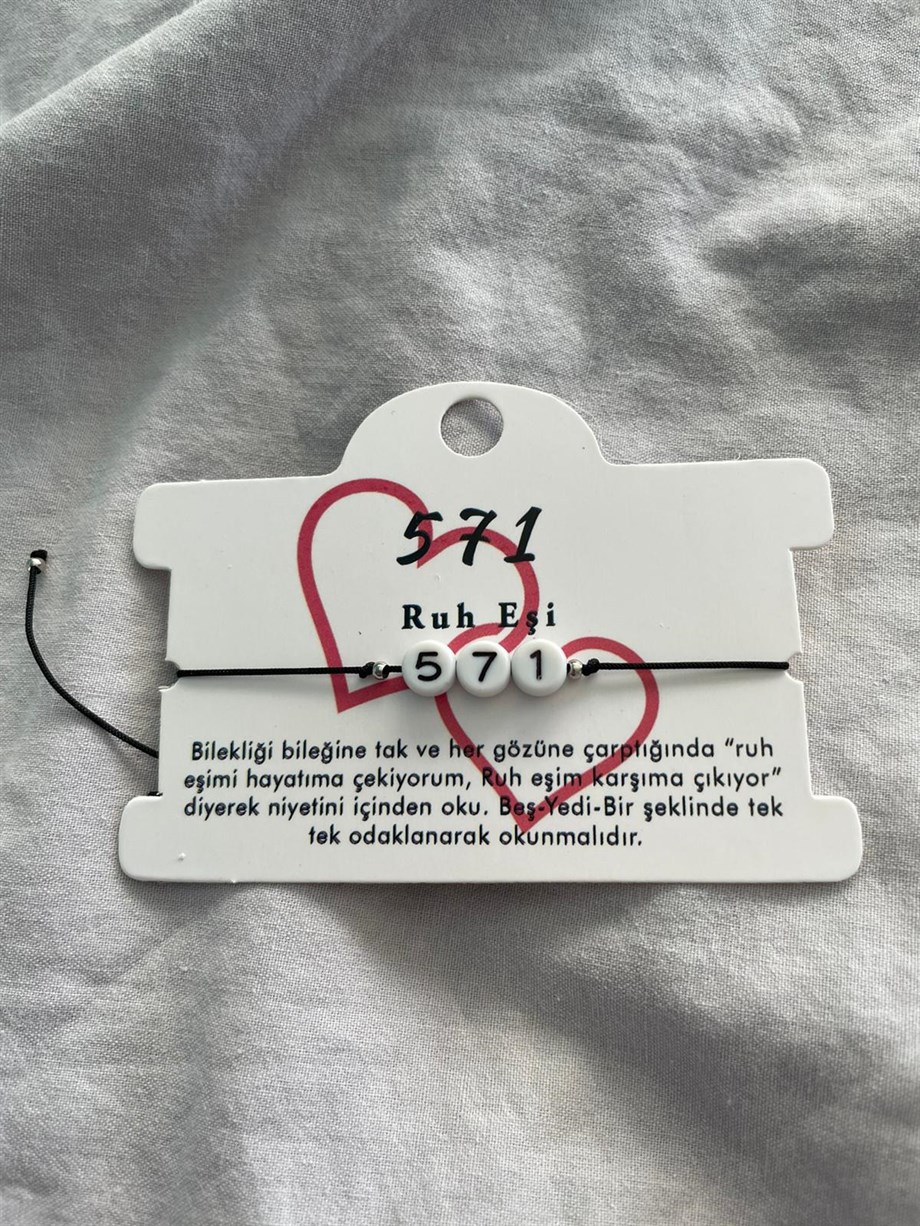 571
Ruh Eşi
571
Bilekliği bileğine tak ve her gözüne çarptığında “ruh
eşimi hayatıma çekiyorum, Ruh eşim karşıma çıkıyor”
diyerek niyetini içinden oku. Beş-Yedi-Bir şeklinde tek
tek odaklanarak okunmalıdır.